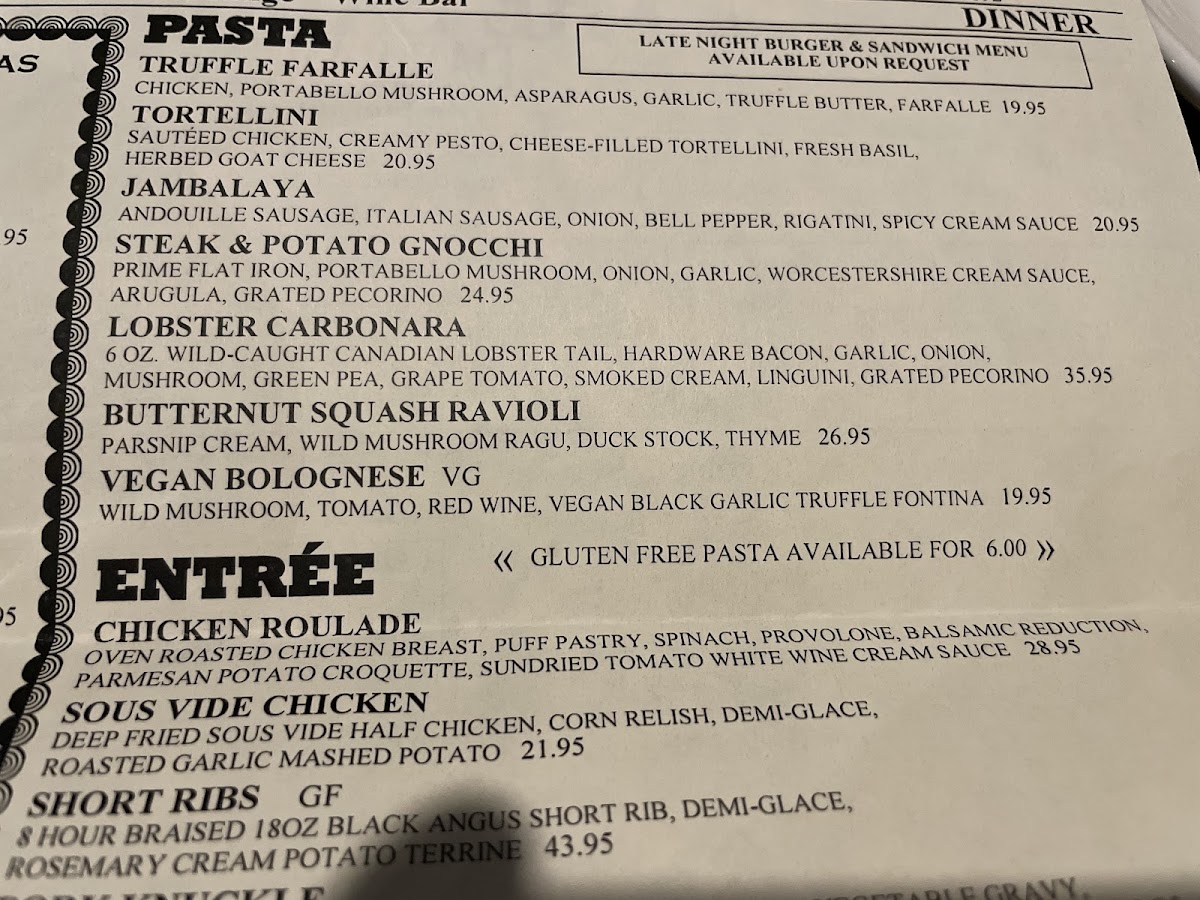 Wine Bar
DINNER
LATE NIGHT BURGER & SANDWICH MENU
AVAILABLE UPON REQUEST
AS
95
PASTA
TRUFFLE FARFALLE
CHICKEN, PORTABELLO MUSHROOM, ASPARAGUS, GARLIC, TRUFFLE BUTTER, FARFALLE 19.95
TORTELLINI
SAUTÉED CHICKEN, CREAMY PESTO, CHEESE-FILLED TORTELLINI, FRESH BASIL,
HERBED GOAT CHEESE 20.95
JAMBALAYA
ANDOUILLE SAUSAGE, ITALIAN SAUSAGE, ONION, BELL PEPPER, RIGATINI, SPICY CREAM SAUCE 20.95
STEAK & POTATO GNOCCHI
PRIME FLAT IRON, PORTABELLO MUSHROOM, ONION, GARLIC, WORCESTERSHIRE CREAM SAUCE,
ARUGULA, GRATED PECORINO 24.95
LOBSTER CARBONARA
6 OZ. WILD-CAUGHT CANADIAN LOBSTER TAIL, HARDWARE BACON, GARLIC, ONION,
MUSHROOM, GREEN PEA, GRAPE TOMATO, SMOKED CREAM, LINGUINI, GRATED PECORINO 35.95
BUTTERNUT SQUASH RAVIOLI
PARSNIP CREAM, WILD MUSHROOM RAGU, DUCK STOCK, THYME 26.95
VEGAN BOLOGNESE VG
WILD MUSHROOM, TOMATO, RED WINE, VEGAN BLACK GARLIC TRUFFLE FONTINA 19.95
« GLUTEN FREE PASTA AVAILABLE FOR 6.00 »
ENTRÉE
CHICKEN ROULADE
OVEN ROASTED CHICKEN BREAST, PUFF PASTRY, SPINACH, PROVOLONE, BALSAMIC REDUCTION,
PARMESAN POTATO CROQUETTE, SUNDRIED TOMATO WHITE WINE CREAM SAUCE 28.95
SOUS VIDE CHICKEN
DEEP FRIED SOUS VIDE HALF CHICKEN, CORN RELISH, DEMI-GLACE,
ROASTED GARLIC MASHED POTATO 21.95
SHORT RIBS GF
8 HOUR BRAISED 18OZ BLACK ANGUS SHORT RIB, DEMI-GLACE,
ROSEMARY CREAM POTATO TERRINE 43.95
KNUCKLE
VEGETABLE GRAVY,